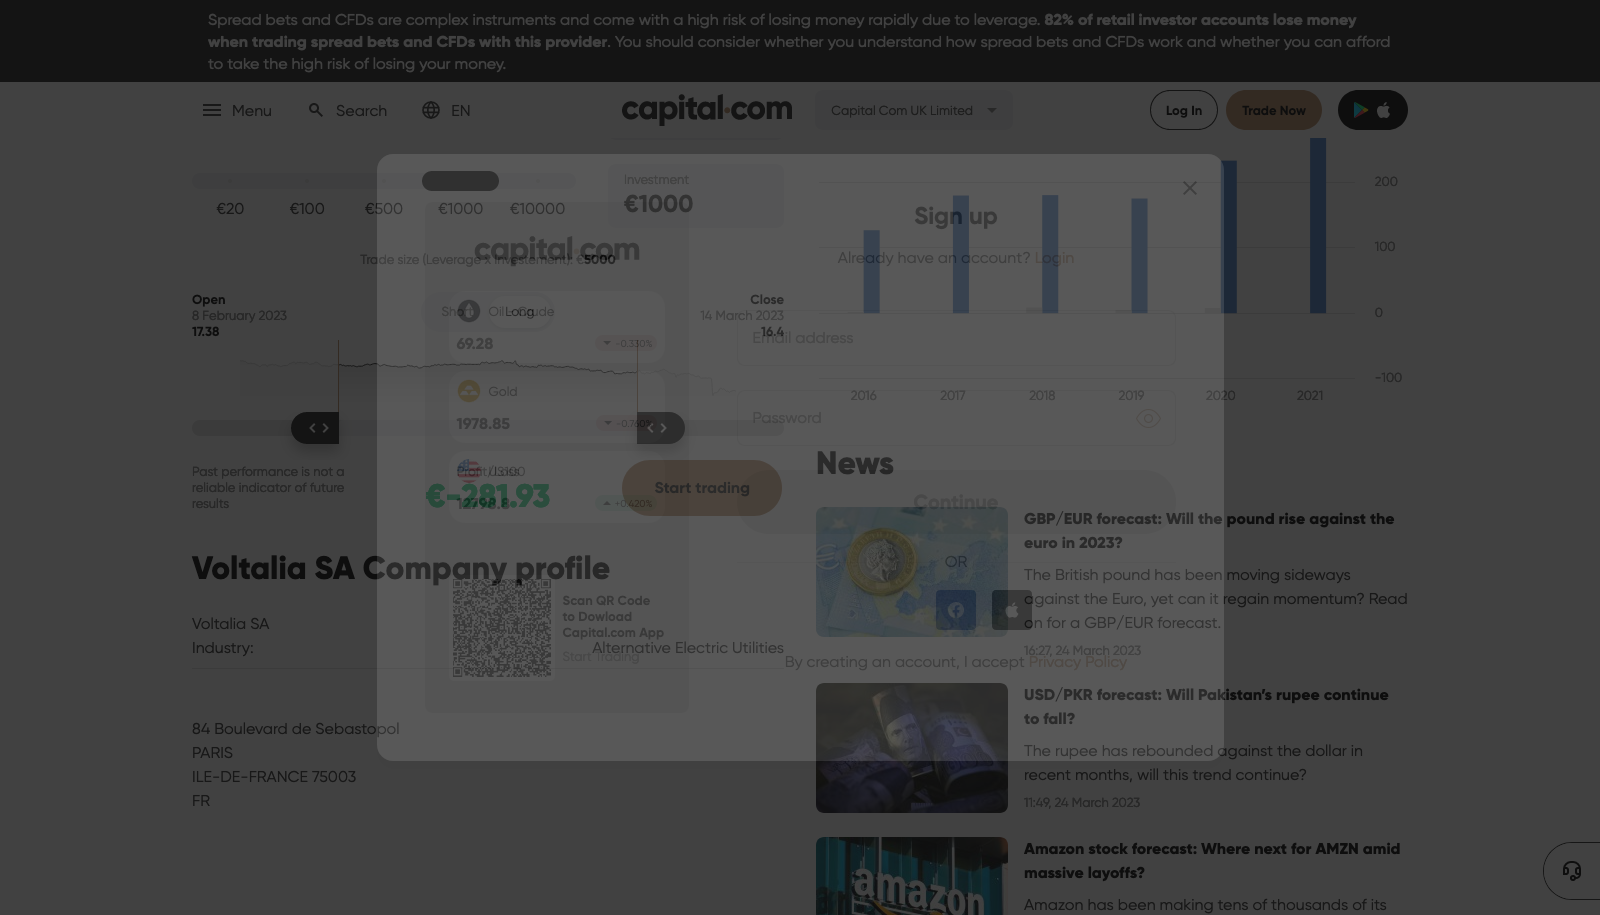 Spread bets and CFDs are complex instruments and come with a high risk of losing money rapidly due to leverage. 82% of retail investor accounts lose money
when trading spread bets and CFDs with this provider. You should consider whether you understand how spread bets and CFDs work and whether you can afford
to take the high risk of losing your money.
Menu
Search
EN
capital.com
Capital Com UK Limited
Log In
Trade Now
€20
€100
€500
€1000
€10000
Investment
€1000
Trade size (Leverage x Investement): €5000
Open
8 February 2023
17.38
Short
Long
Close
14 March 2023
16.4
Past performance is not a
reliable indicator of future
results
Profit/Loss
€-281.93
Start trading
Voltalia SA Company profile
Voltalia SA
Industry:
Alternative Electric Utilities
84 Boulevard de Sebastopol
PARIS
ILE-DE-FRANCE 75003
FR
200
100
0
-100
2016
2017
2018
2019
2020
2021
News
GBP/EUR forecast: Will the pound rise against the
euro in 2023?
The British pound has been moving sideways
against the Euro, yet can it regain momentum? Read
on for a GBP/EUR forecast.
16:27, 24 March 2023
USD/PKR forecast: Will Pakistan's rupee continue
to fall?
The rupee has rebounded against the dollar in
recent months, will this trend continue?
11:49, 24 March 2023
amazon
Amazon stock forecast: Where next for AMZN amid
massive layoffs?
Amazon has been making tens of thousands of its
capital.com
Oil - Crude
69.28
-0.330%
Gold
1978.85
-0.760%
US100
12798.8
+0.420%
Scan QR Code
to Dowload
Capital.com App
Start Trading
Sign up
Already have an account? Login
Email address
Password
Continue
OR
By creating an account, I accept Privacy Policy